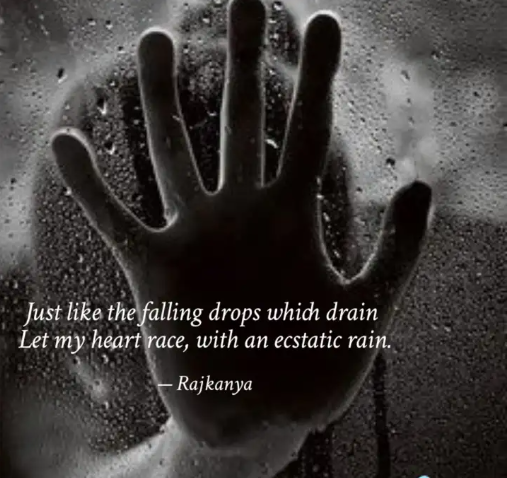 Just like the falling drops which drain
Let my heart race, with an ecstatic rain.
— Rajkanya